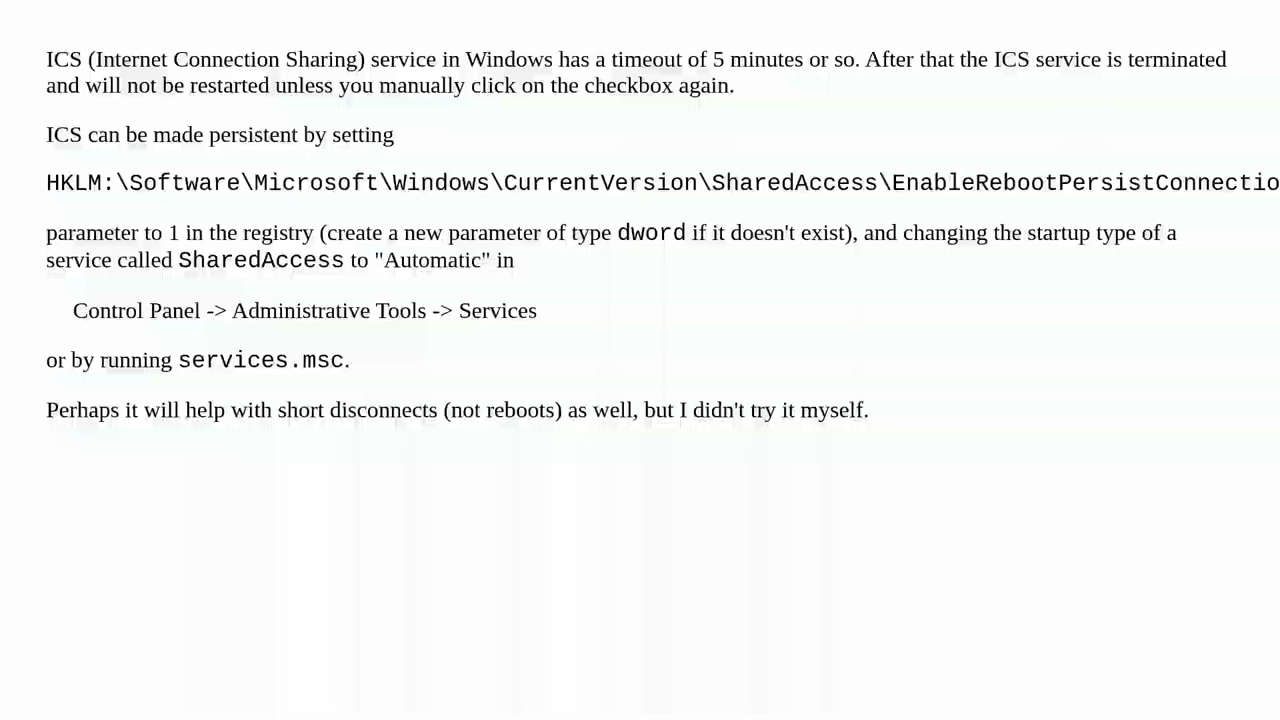 ICS (Internet Connection Sharing) service in Windows has a timeout of 5 minutes or so. After that the ICS service is terminated
and will not be restarted unless you manually click on the checkbox again.
ICS can be made persistent by setting
HKLM:\Software\Microsoft\Windows\CurrentVersion\SharedAccess\EnableRebootPersistConnectio
parameter to 1 in the registry (create a new parameter of type dword if it doesn't exist), and changing the startup type of a
service called SharedAccess to "Automatic" in
Control Panel -> Administrative Tools -> Services
or by running services.msc.
Perhaps it will help with short disconnects (not reboots) as well, but I didn't try it myself.